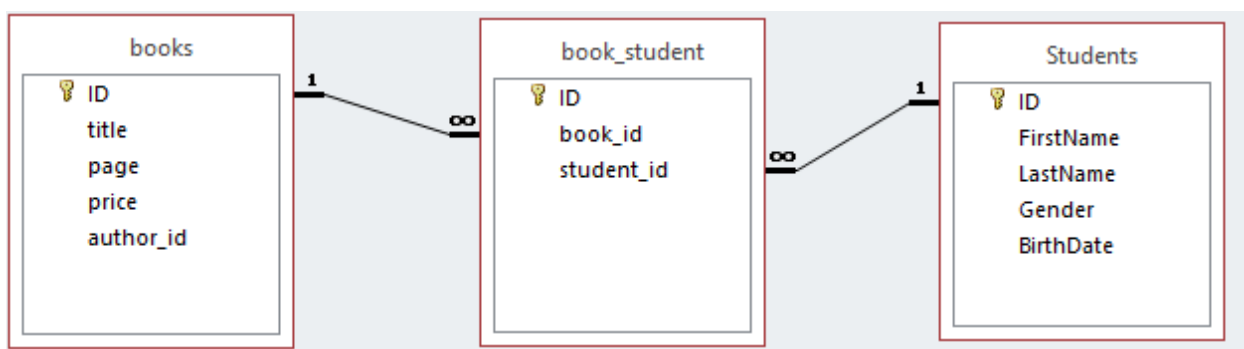 books
ID
title
page
price
author_id
1
∞
book_student
ID
book_id
student_id
∞
1
Students
ID
FirstName
LastName
Gender
BirthDate